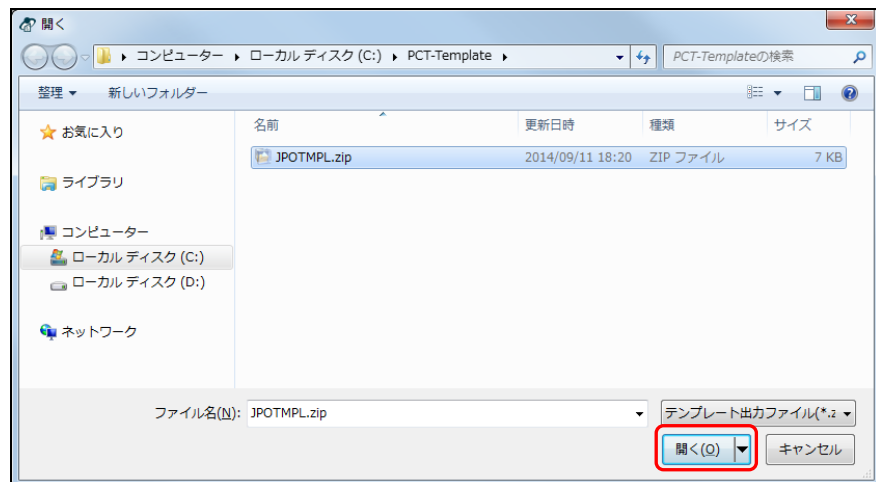 開く
コンピューター ▸ ローカル ディスク (C:) ▸ PCT-Template ▸
PCT-Templateの検索
整理 新しいフォルダー
お気に入り
ライブラリ
コンピューター
ローカル ディスク (C:)
ローカル ディスク (D:)
ネットワーク
名前 更新日時 種類 サイズ
JPOTMPL.zip 2014/09/11 18:20 ZIP ファイル 7 KB
ファイル名(N): JPOTMPL.zip テンプレート出力ファイル(*.z
開く(O) キャンセル